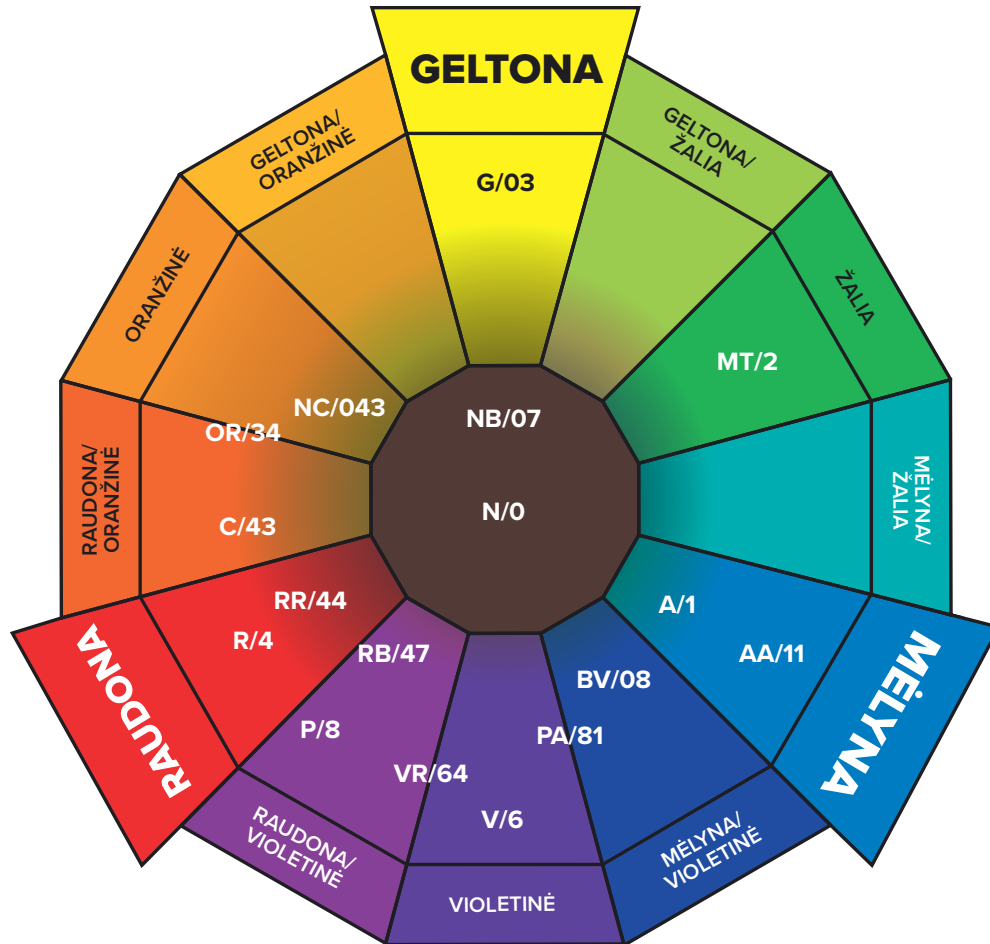 GELTONA
GELTONA/
ORANŽINĖ
GELTONA/
ŽALIA
G/03
ORANŽINĖ
ŽALIA
MT/2
NC/043
NB/07
OR/34
RAUDONA/
ORANŽINĖ
MĖLYNA/
ŽALIA
N/0
C/43
RR/44
A/1
R/4
RB/47
AA/11
BV/08
RAUDONA
MĖLYNA
P/8
PA/81
VR/64
V/6
RAUDONA/
VIOLETINĖ
MĖLYNA/
VIOLETINĖ
VIOLETINĖ